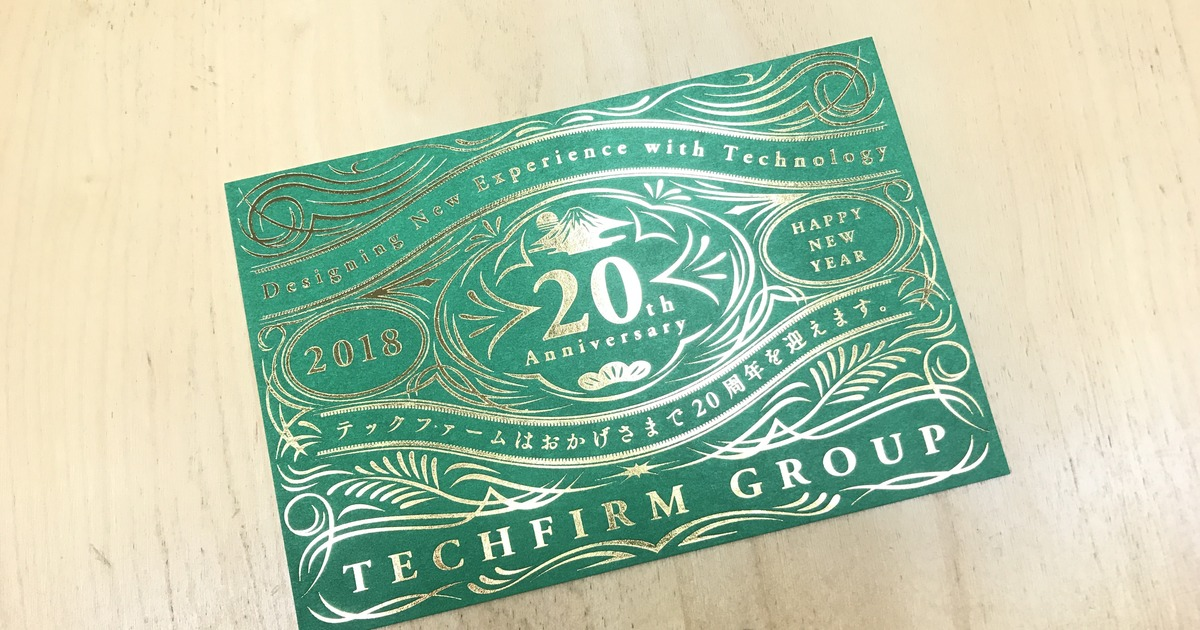 Designing New Experience with Technology
HAPPY
NEW
YEAR
20th
Anniversary
2018
テックファームはおかげさまで20周年を迎えます。
TECHFIRM GROUP